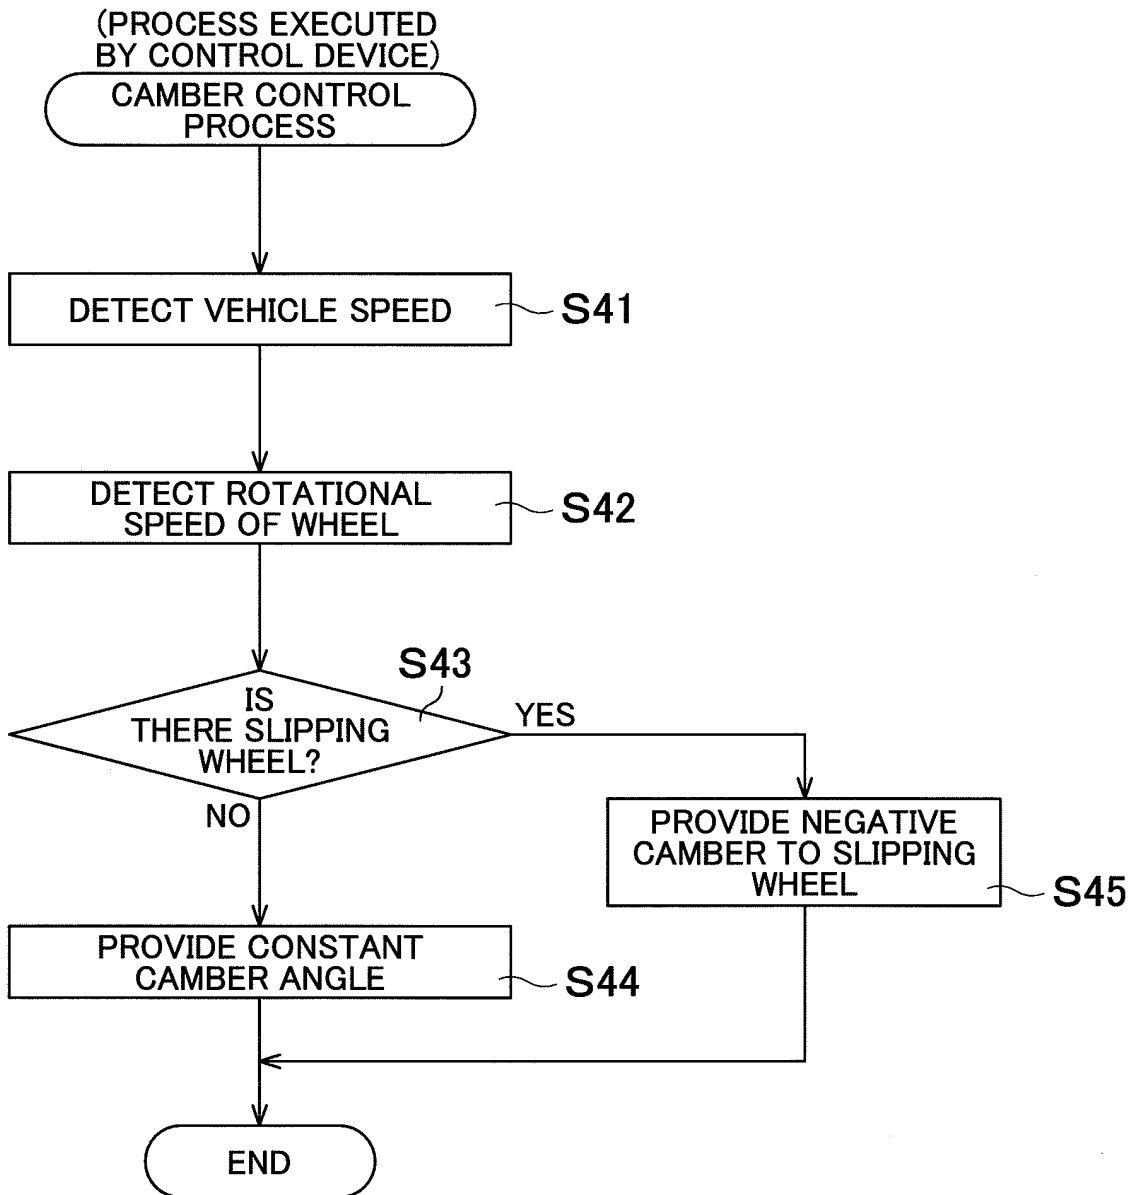 (PROCESS EXECUTED
BY CONTROL DEVICE)
CAMBER CONTROL
PROCESS
DETECT VEHICLE SPEED
S41
DETECT ROTATIONAL
SPEED OF WHEEL
S42
S43
IS
THERE SLIPPING
WHEEL?
YES
NO
PROVIDE NEGATIVE
CAMBER TO SLIPPING
WHEEL
S45
PROVIDE CONSTANT
CAMBER ANGLE
S44
END